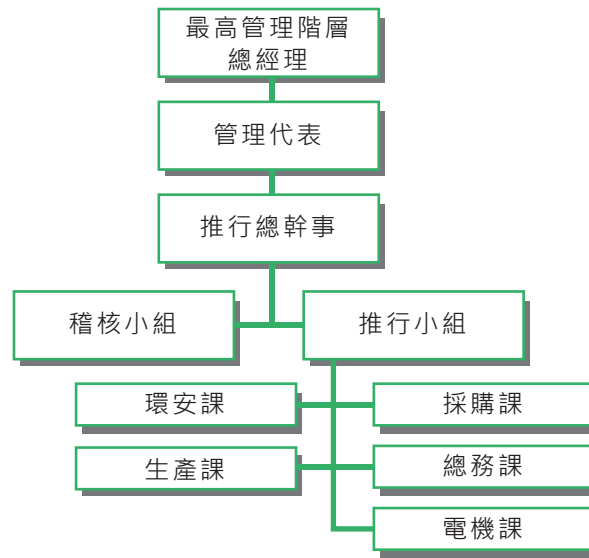 最高管理階層
總經理
管理代表
推行總幹事
稽核小組
推行小組
環安課
採購課
生產課
總務課
電機課